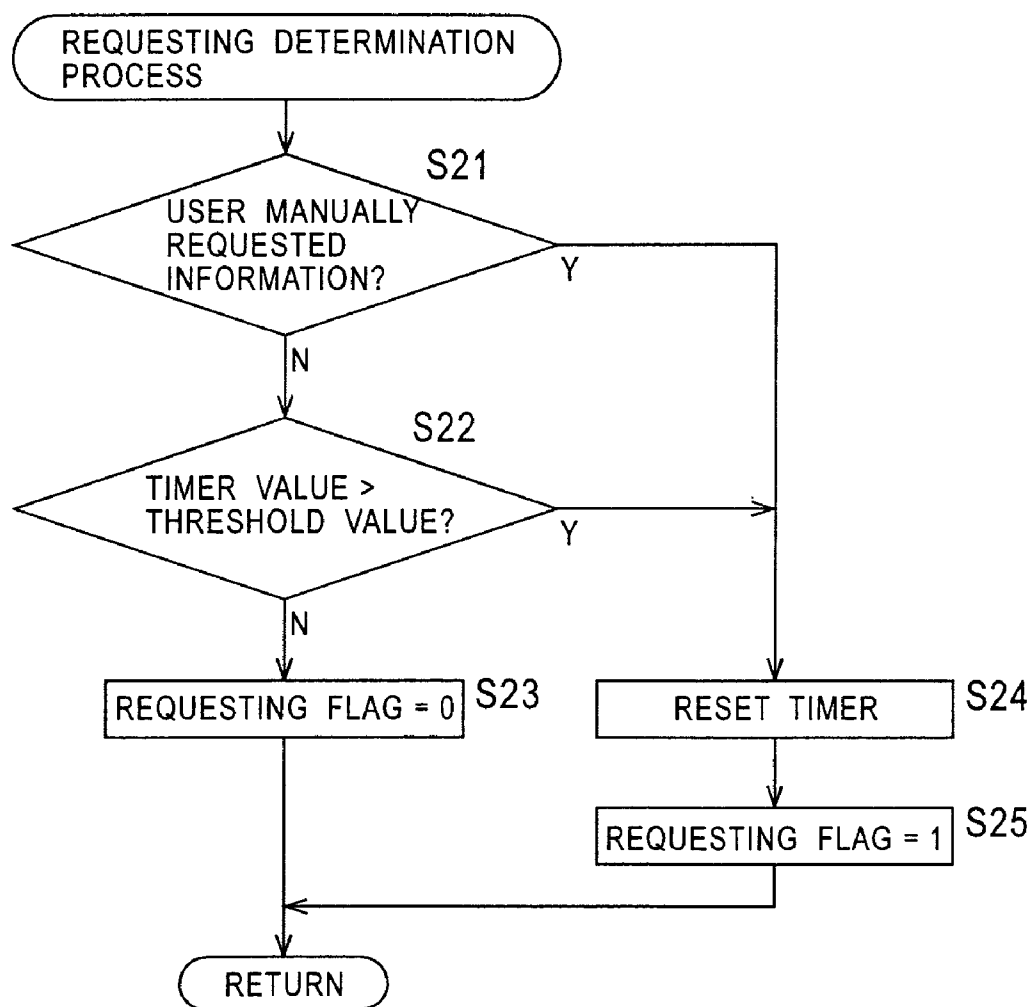 REQUESTING DETERMINATION
PROCESS
S21
USER MANUALLY
REQUESTED
INFORMATION?
Y
N
S22
TIMER VALUE >
THRESHOLD VALUE?
Y
N
REQUESTING FLAG = 0
S23
RESET TIMER
S24
REQUESTING FLAG = 1
S25
RETURN